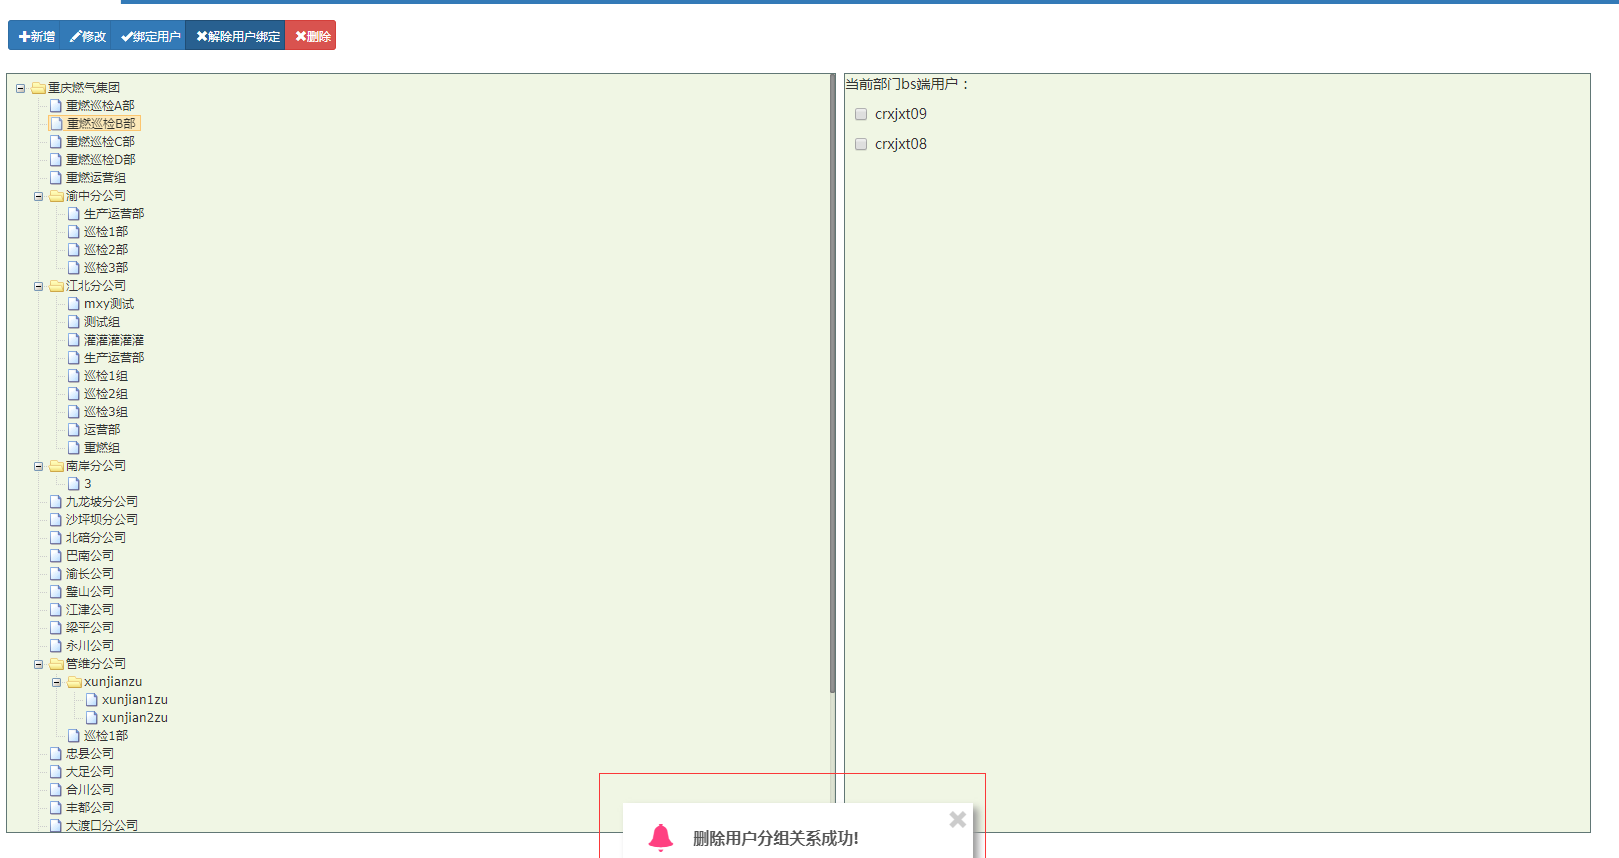 新增 修改 绑定用户 解除用户绑定 删除
重庆燃气集团
重燃巡检A部
重燃巡检B部
重燃巡检C部
重燃巡检D部
重燃运营组
渝中分公司
生产运营部
巡检1部
巡检2部
巡检3部
江北分公司
mxy测试
测试组
灌灌灌灌灌
生产运营部
巡检1组
巡检2组
巡检3组
运营部
重燃组
南岸分公司
3
九龙坡分公司
沙坪坝分公司
北碚分公司
巴南公司
渝长公司
璧山公司
江津公司
梁平公司
永川公司
管维分公司
xunjianzu
xunjian1zu
xunjian2zu
巡检1部
忠县公司
大足公司
合川公司
丰都公司
大渡口分公司
当前部门bs端用户：
crxjxt09
crxjxt08
删除用户分组关系成功!